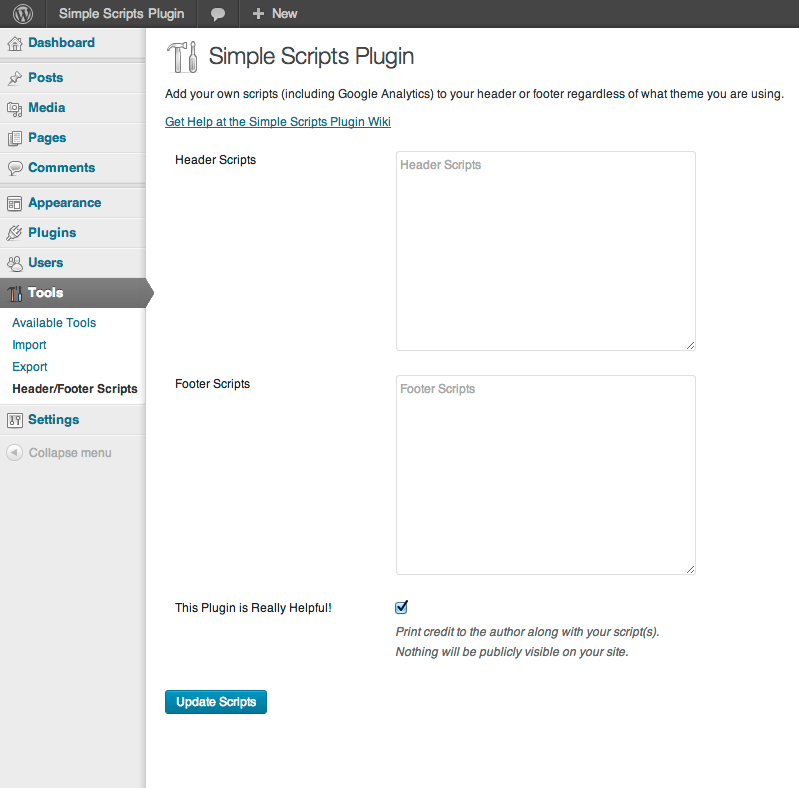 Simple Scripts Plugin
New
Dashboard
Posts
Media
Pages
Comments
Appearance
Plugins
Users
Tools
Available Tools
Import
Export
Header/Footer Scripts
Settings
Collapse menu
Simple Scripts Plugin
Add your own scripts (including Google Analytics) to your header or footer regardless of what theme you are using.
Get Help at the Simple Scripts Plugin Wiki
Header Scripts
Header Scripts
Footer Scripts
Footer Scripts
This Plugin is Really Helpful!
Print credit to the author along with your script(s).
Nothing will be publicly visible on your site.
Update Scripts